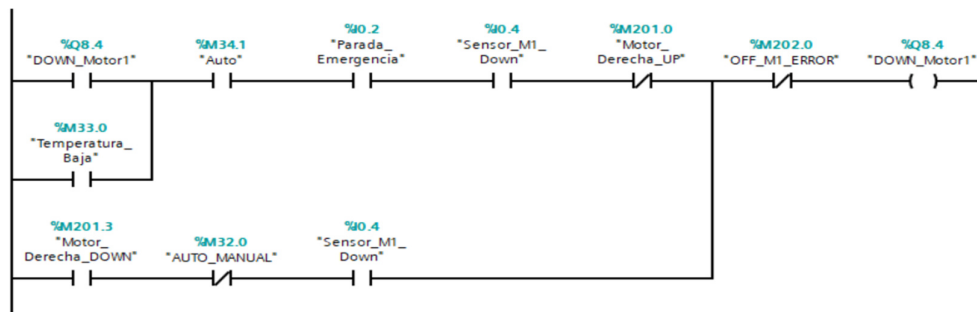 %Q8.4
"DOWN_Motor1"
%M34.1
"Auto"
%I0.2
"Parada_
Emergencia"
%I0.4
"Sensor_M1_
Down"
%M201.0
"Motor_
Derecha_UP"
%M202.0
"OFF_M1_ERROR"
%Q8.4
"DOWN_Motor1"
%M33.0
"Temperatura_
Baja"
%M201.3
"Motor_
Derecha_DOWN"
%M32.0
"AUTO_MANUAL"
%I0.4
"Sensor_M1_
Down"